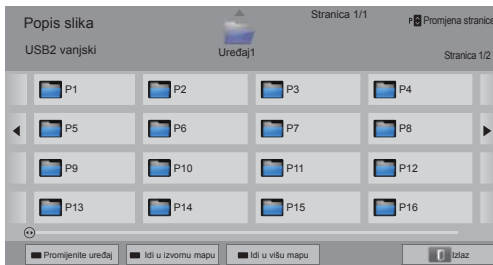 Popis slika
Stranica 1/1
P Promjena stranice
USB2 vanjski
Uređaj1
Stranica 1/2
P1 P2 P3 P4
P5 P6 P7 P8
P9 P10 P11 P12
P13 P14 P15 P16
Promijenite uređaj Idi u izvornu mapu Idi u višu mapu Izlaz